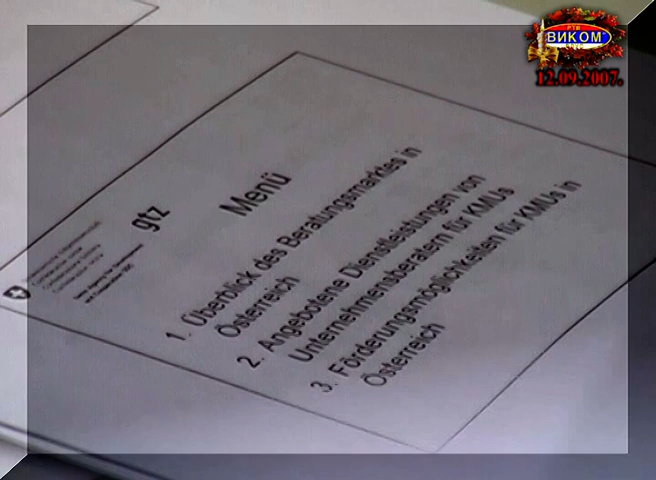 РТВ
ВИКОМ
12.09.2007.
gtz
Menü
1. Überblick des Beratungsmarktes in
Österreich
2. Angebotene Dienstleistungen von
Unternehmensberatern für KMUs
3. Förderungsmöglichkeiten für KMUs in
Österreich